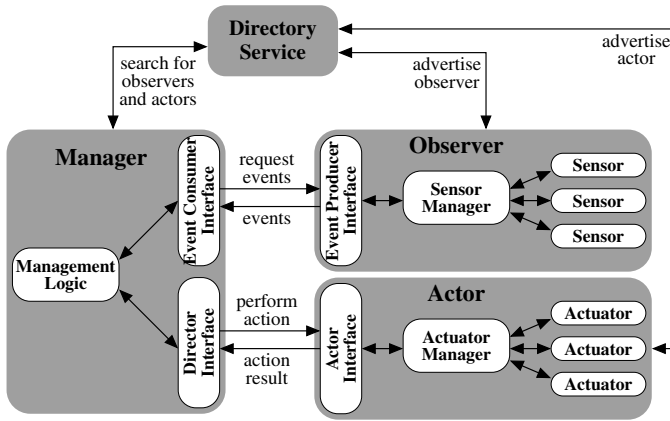 Directory
Service
advertise
actor
search for
observers
and actors
advertise
observer
Manager
Event Consumer
Interface
request
events
events
Management
Logic
Director
Interface
perform
action
action
result
Observer
Event Producer
Interface
Sensor
Manager
Sensor
Sensor
Sensor
Actor
Actor
Interface
Actuator
Manager
Actuator
Actuator
Actuator